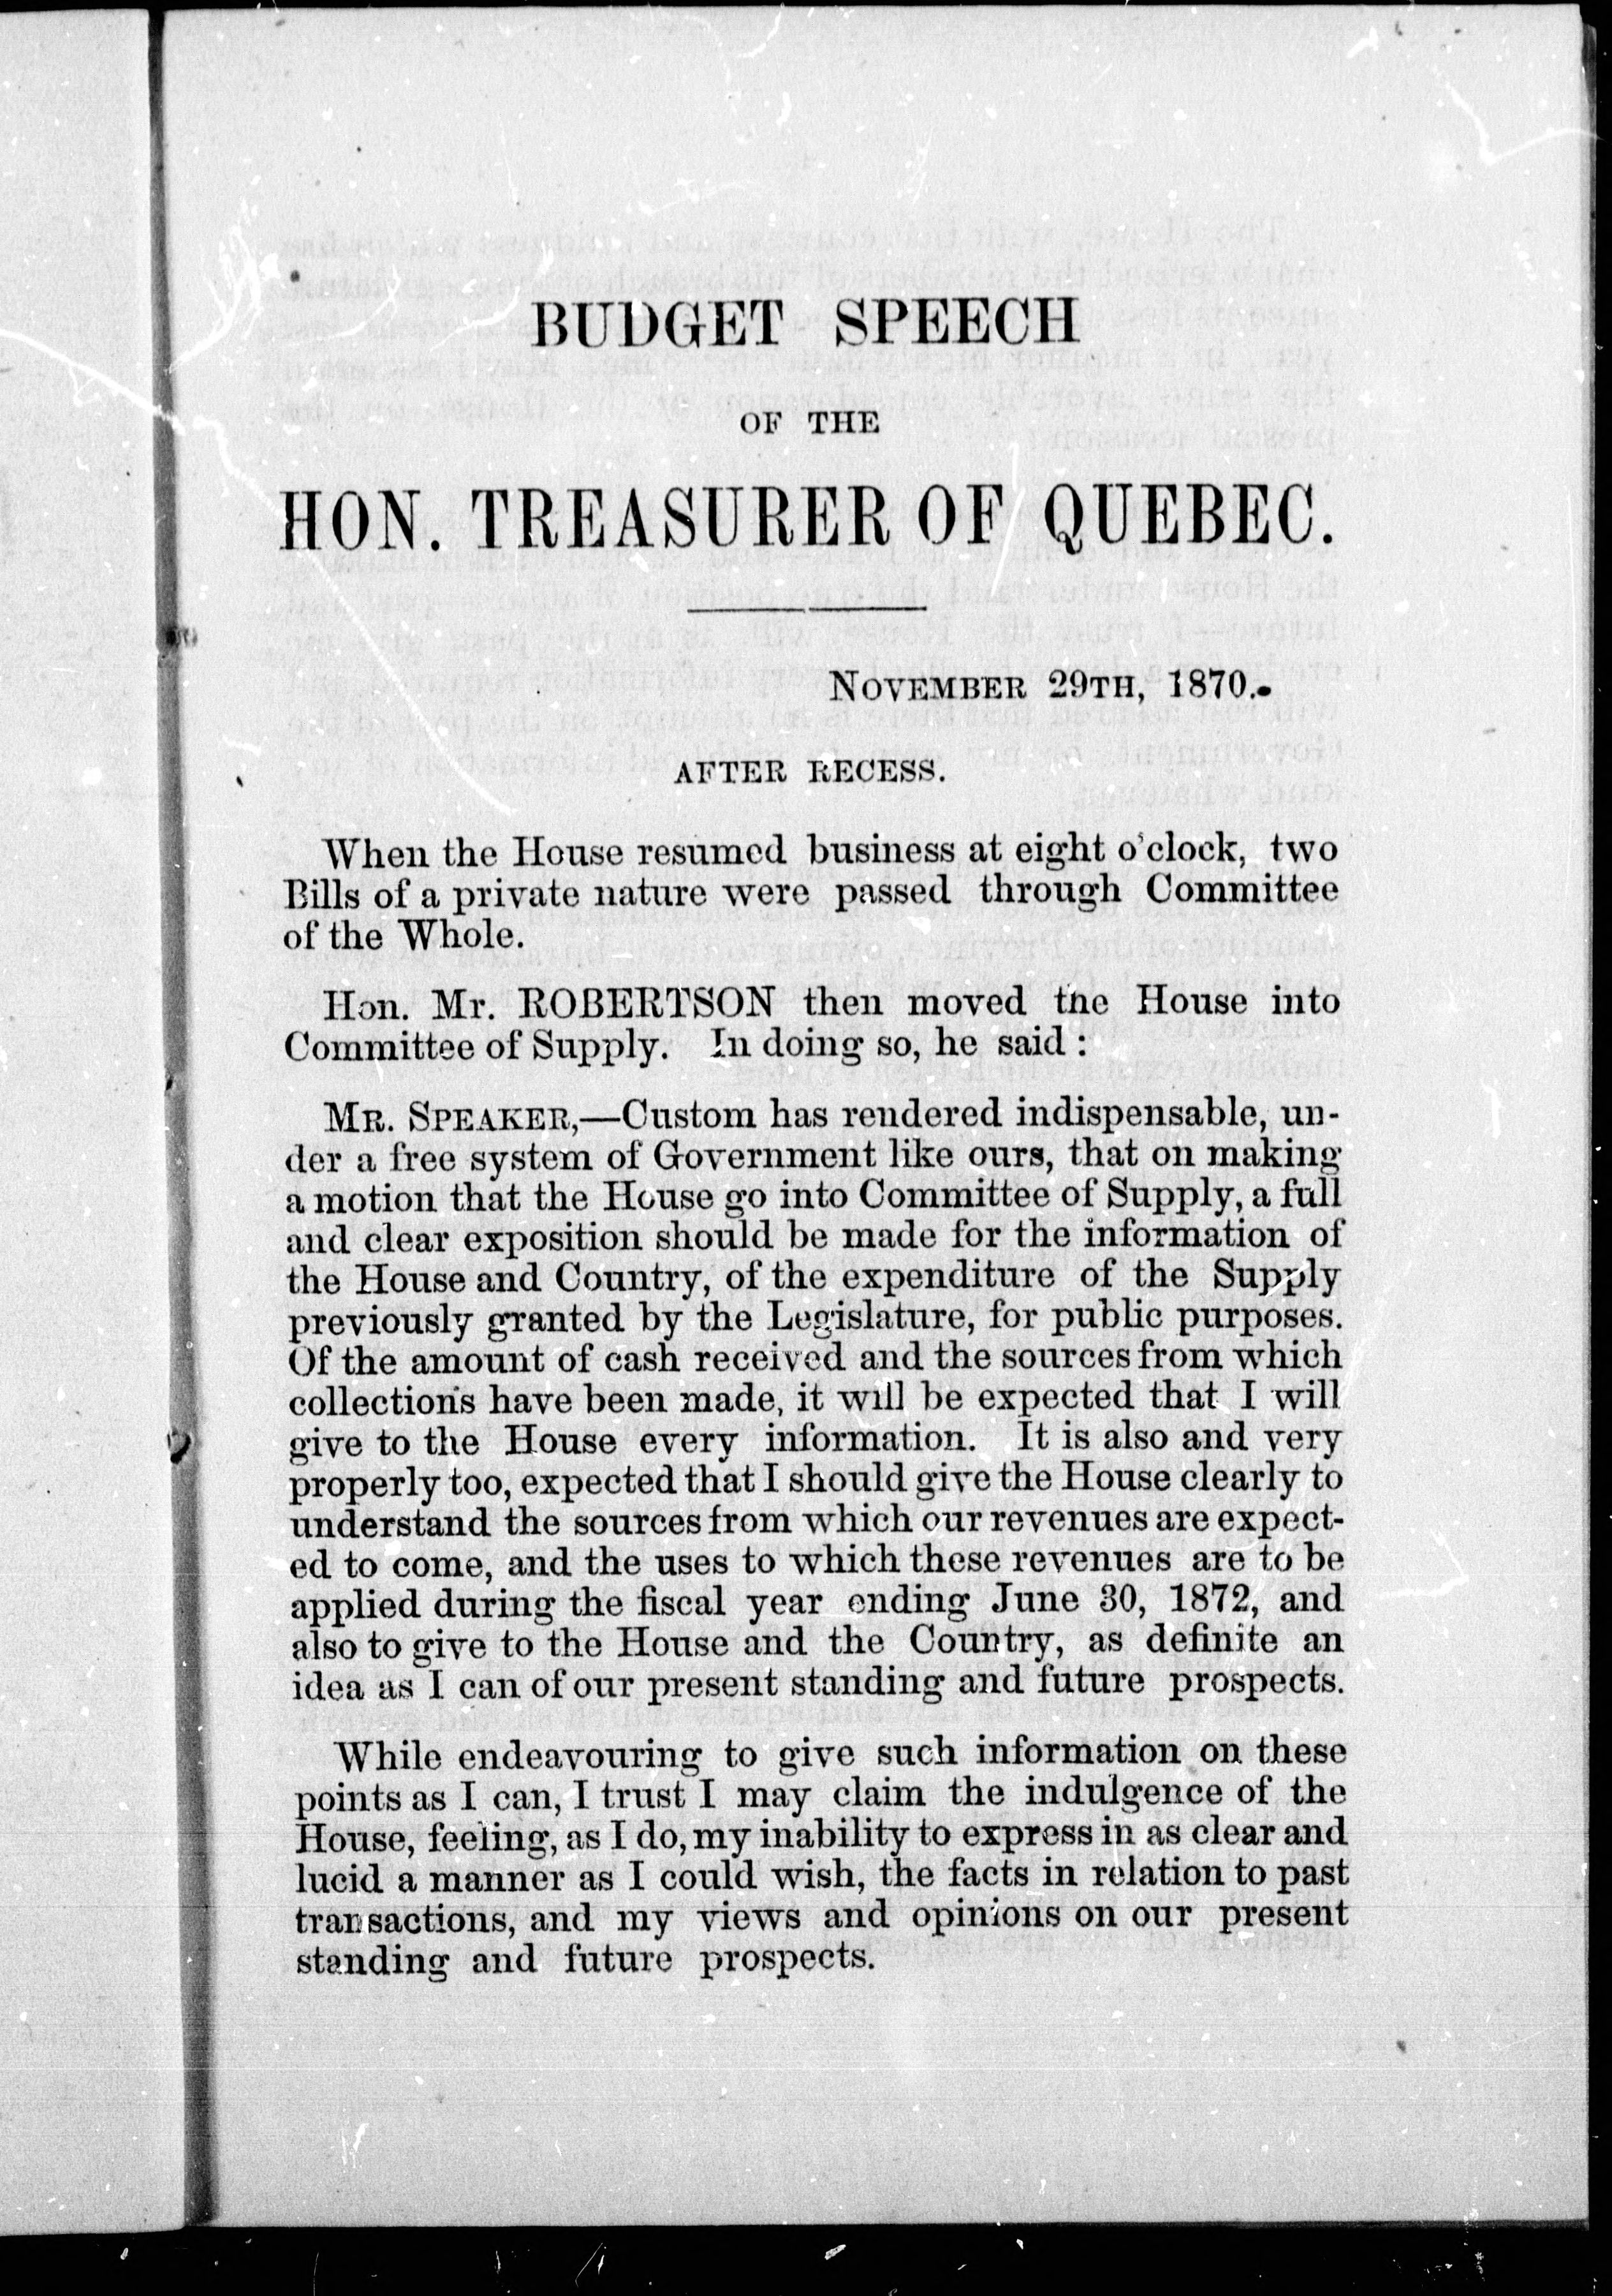 BUDGET SPEECH
OF THE
HON. TREASURER OF QUEBEC.
NOVEMBER 29TH, 1870.
AFTER RECESS.
When the House resumed business at eight o'clock, two
Bills of a private nature were passed through Committee
of the Whole.
Hon. Mr. ROBERTSON then moved the House into
Committee of Supply. In doing so, he said :
MR. SPEAKER,—Custom has rendered indispensable, un-
der a free system of Government like ours, that on making
a motion that the House go into Committee of Supply, a full
and clear exposition should be made for the information of
the House and Country, of the expenditure of the Supply
previously granted by the Legislature, for public purposes.
Of the amount of cash received and the sources from which
collections have been made, it will be expected that I will
give to the House every information. It is also and very
properly too, expected that I should give the House clearly to
understand the sources from which our revenues are expect-
ed to come, and the uses to which these revenues are to be
applied during the fiscal year ending June 30, 1872, and
also to give to the House and the Country, as definite an
idea as I can of our present standing and future prospects.
While endeavouring to give such information on these
points as I can, I trust I may claim the indulgence of the
House, feeling, as I do, my inability to express in as clear and
lucid a manner as I could wish, the facts in relation to past
transactions, and my views and opinions on our present
standing and future prospects.